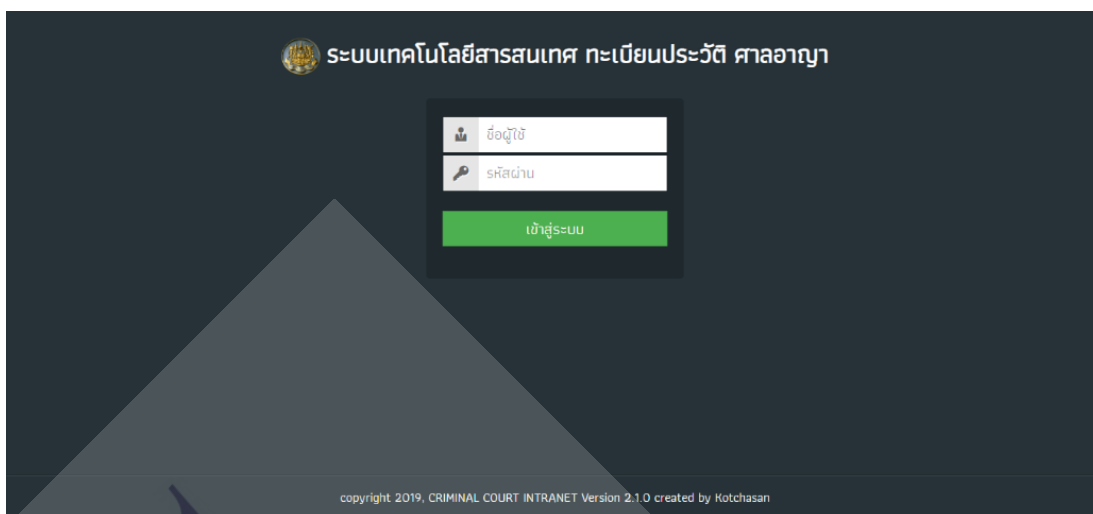 ระบบเทคโนโลยีสารสนเทศ ทะเบียนประวัติ ศาลอาญา
ชื่อผู้ใช้
รหัสผ่าน
เข้าสู่ระบบ
copyright 2019, CRIMINAL COURT INTRANET Version 2.1.0 created by Kotchasan